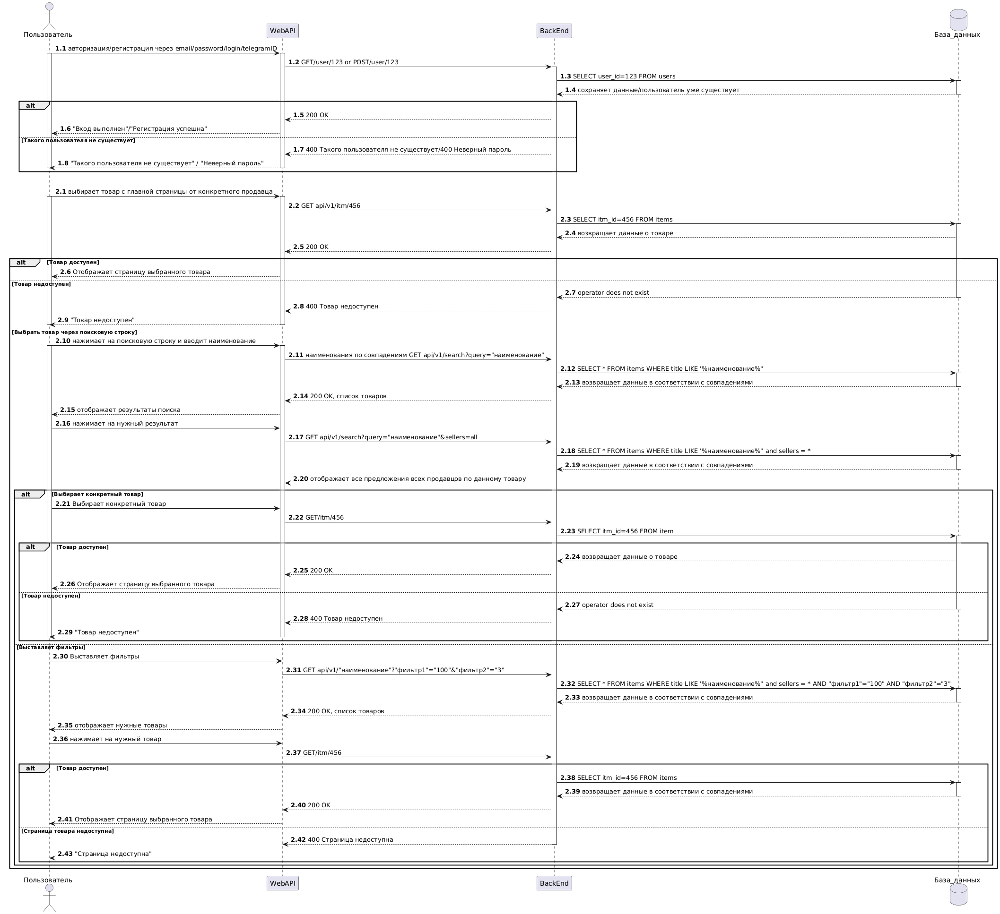 Пользователь
WebAPI
BackEnd
База_данных
1.1 авторизация/регистрация через email/password/login/telegramID
1.2 GET/user/123 or POST/user/123
1.3 SELECT user_id=123 FROM users
1.4 сохраняет данные/пользователь уже существует
alt
1.5 200 OK
1.6 "Вход выполнен"/"Регистрация успешна"
[Такого пользователя не существует]
1.7 400 Такого пользователя не существует/400 Неверный пароль
1.8 "Такого пользователя не существует" / "Неверный пароль"
2.1 выбирает товар с главной страницы от конкретного продавца
2.2 GET api/v1/itm/456
2.3 SELECT itm_id=456 FROM items
2.4 возвращает данные о товаре
2.5 200 OK
alt [Товар доступен]
2.6 Отображает страницу выбранного товара
[Товар недоступен]
2.7 operator does not exist
2.8 400 Товар недоступен
2.9 "Товар недоступен"
[Выбрать товар через поисковую строку]
2.10 нажимает на поисковую строку и вводит наименование
2.11 наименования по совпадениям GET api/v1/search?query="наименование"
2.12 SELECT * FROM items WHERE title LIKE '%наименование%"
2.13 возвращает данные в соответствии с совпадениями
2.14 200 OK, список товаров
2.15 отображает результаты поиска
2.16 нажимает на нужный результат
2.17 GET api/v1/search?query="наименование"&sellers=all
2.18 SELECT * FROM items WHERE title LIKE '%наименование%" and sellers = *
2.19 возвращает данные в соответствии с совпадениями
2.20 отображает все предложения всех продавцов по данному товару
alt [Выбирает конкретный товар]
2.21 Выбирает конкретный товар
2.22 GET/itm/456
2.23 SELECT itm_id=456 FROM item
alt [Товар доступен]
2.24 возвращает данные о товаре
2.25 200 OK
2.26 Отображает страницу выбранного товара
[Товар недоступен]
2.27 operator does not exist
2.28 400 Товар недоступен
2.29 "Товар недоступен"
[Выставляет фильтры]
2.30 Выставляет фильтры
2.31 GET api/v1/"наименование"?"фильтр1"="100"&"фильтр2"="3"
2.32 SELECT * FROM items WHERE title LIKE '%наименование%" and sellers = * AND "фильтр1"="100" AND "фильтр2"="3"
2.33 возвращает данные в соответствии с совпадениями
2.34 200 OK, список товаров
2.35 отображает нужные товары
2.36 нажимает на нужный товар
2.37 GET/itm/456
alt [Товар доступен]
2.38 SELECT itm_id=456 FROM items
2.39 возвращает данные в соответствии с совпадениями
2.40 200 OK
2.41 Отображает страницу выбранного товара
[Страница товара недоступна]
2.42 400 Страница недоступна
2.43 "Страница недоступна"
Пользователь
WebAPI
BackEnd
База_данных